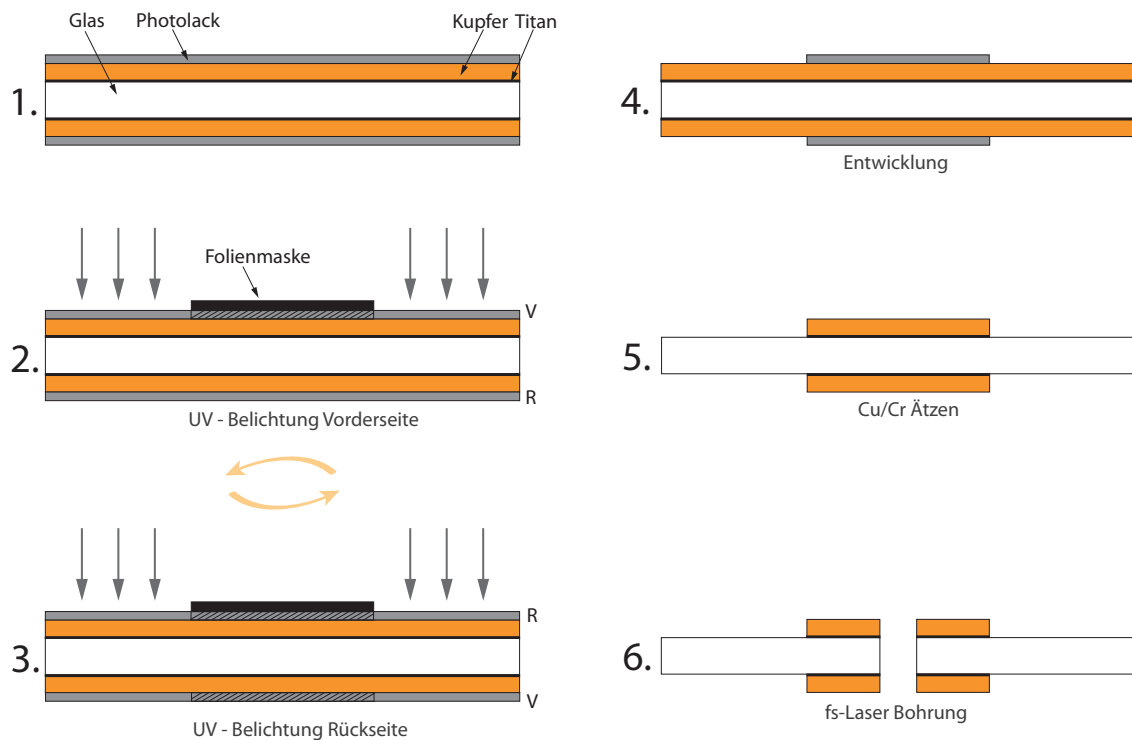 Glas Photolack Kupfer Titan
1.
Folienmaske
V
2.
R
UV - Belichtung Vorderseite
R
3.
V
UV - Belichtung Rückseite
4.
Entwicklung
5.
Cu/Cr Ätzen
6.
fs-Laser Bohrung